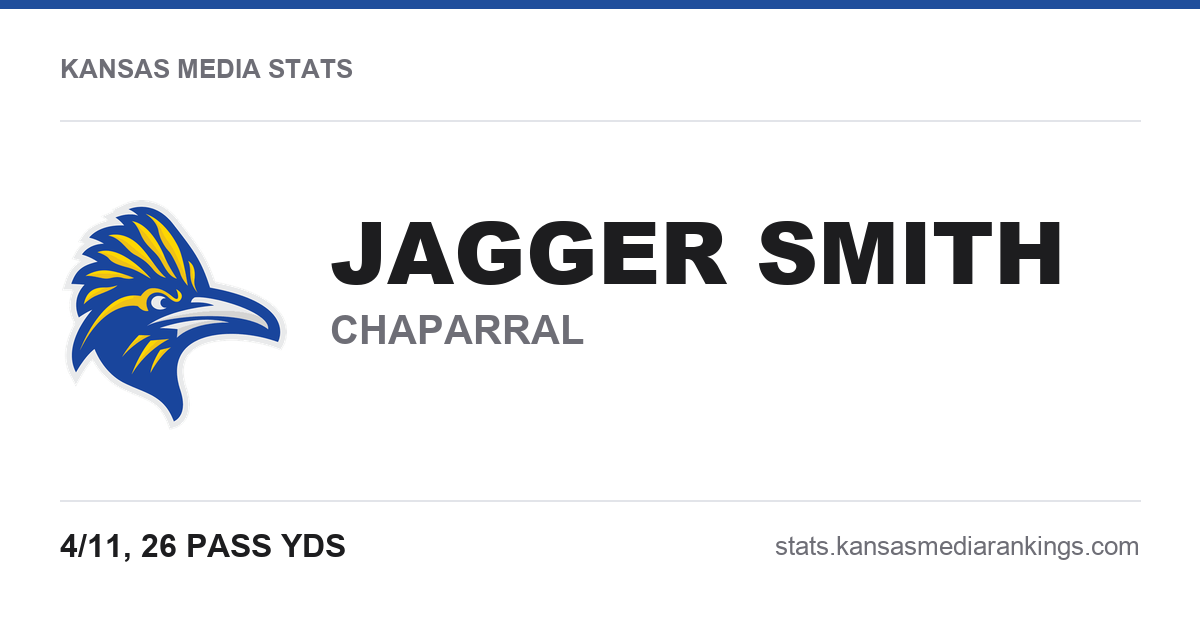 KANSAS MEDIA STATS
JAGGER SMITH
CHAPARRAL
4/11, 26 PASS YDS
stats.kansasmediarankings.com